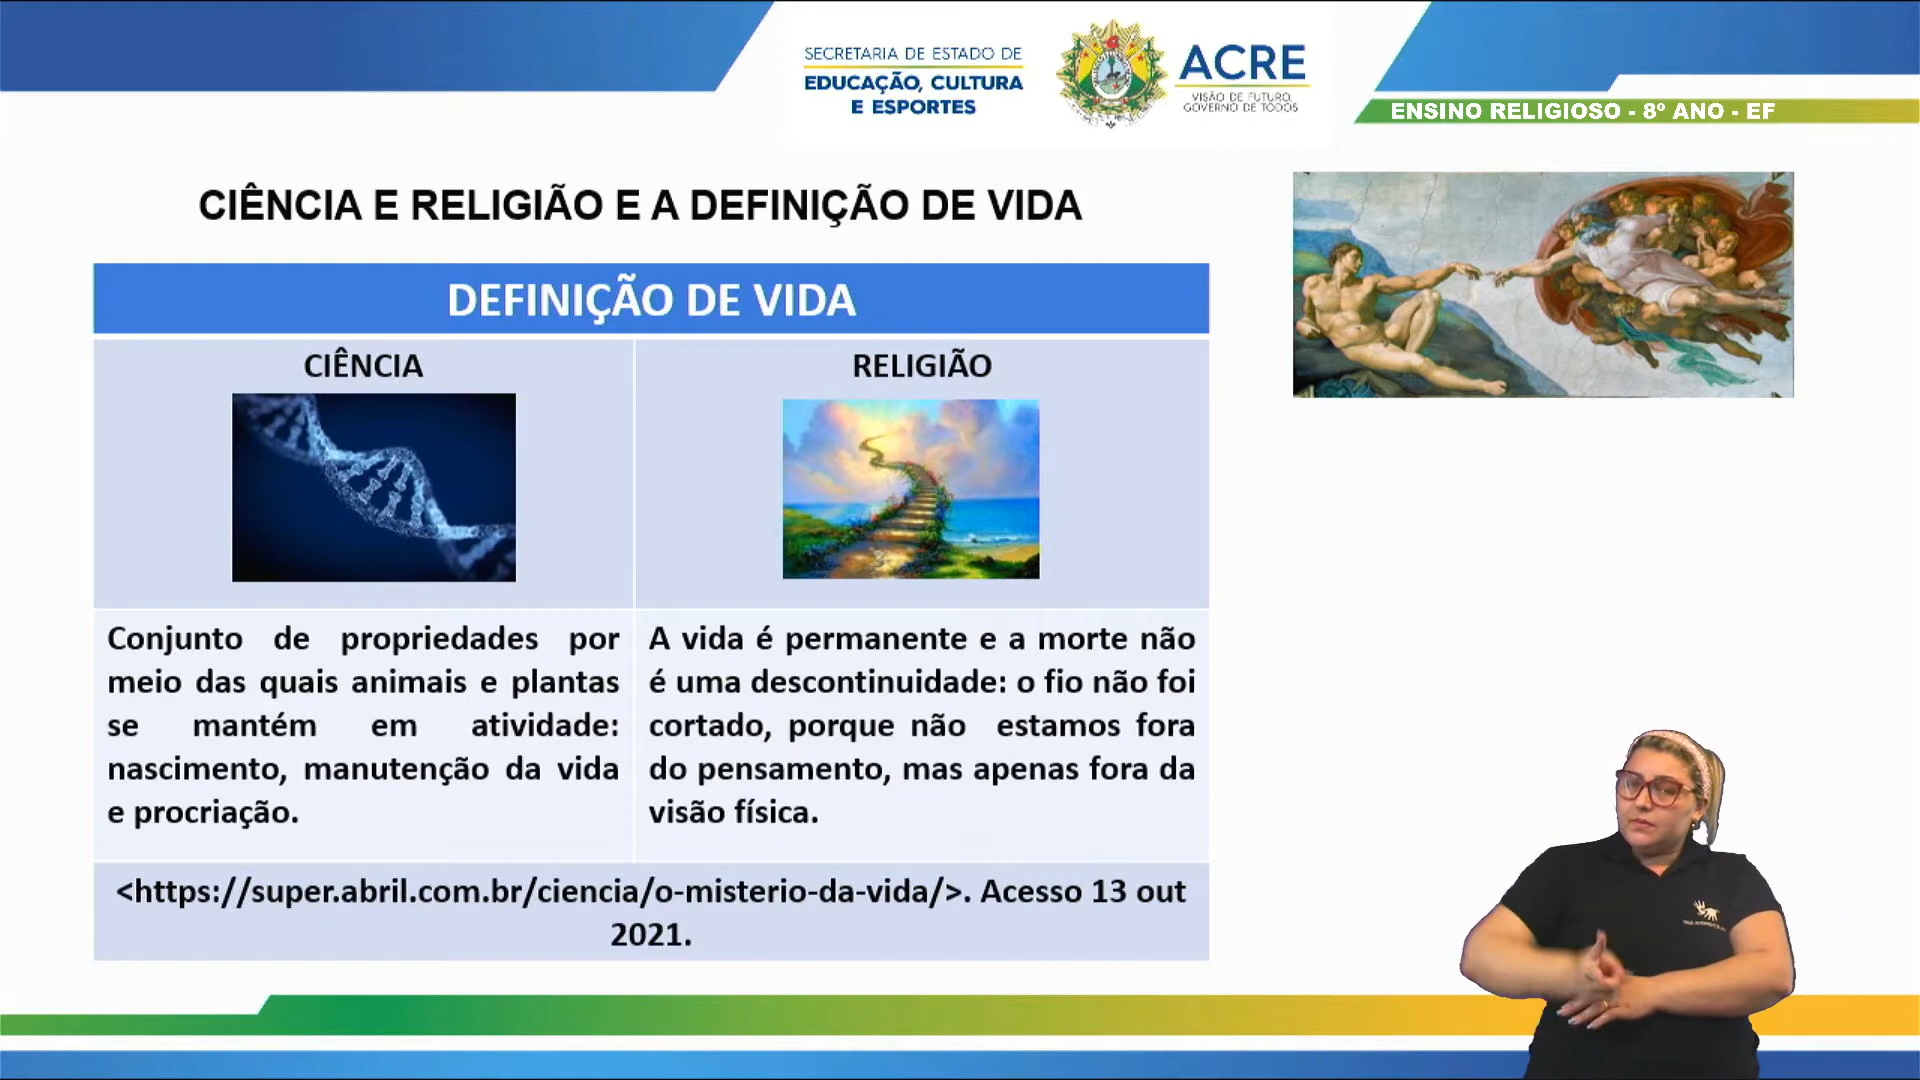 SECRETARIA DE ESTADO DE
EDUCAÇÃO, CULTURA
E ESPORTES
ACRE
VISÃO DE FUTURO,
GOVERNO DE TODOS
ENSINO RELIGIOSO - 8º ANO - EF
CIÊNCIA E RELIGIÃO E A DEFINIÇÃO DE VIDA
DEFINIÇÃO DE VIDA
CIÊNCIA
RELIGIÃO
Conjunto de propriedades por
meio das quais animais e plantas
se mantém em atividade:
nascimento, manutenção da vida
e procriação.
A vida é permanente e a morte não
é uma descontinuidade: o fio não foi
cortado, porque não estamos fora
do pensamento, mas apenas fora da
visão física.
<https://super.abril.com.br/ciencia/o-misterio-da-vida/>. Acesso 13 out
2021.